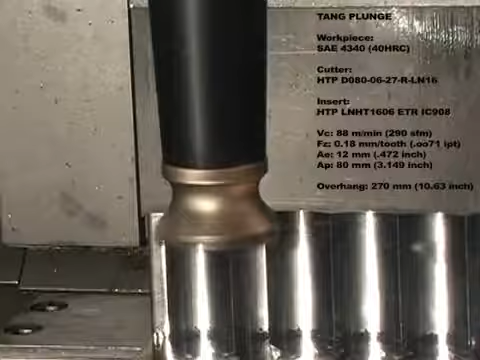 TANG PLUNGE
Workpiece:
SAE 4340 (40HRC)
Cutter:
HTP D080-06-27-R-LN16
Insert:
HTP LNHT1606 ETR IC908
Vc: 88 m/min (290 sfm)
Fz: 0.18 mm/tooth (.oo71 ipt)
Ae: 12 mm (.472 inch)
Ap: 80 mm (3.149 inch)
Overhang: 270 mm (10.63 inch)